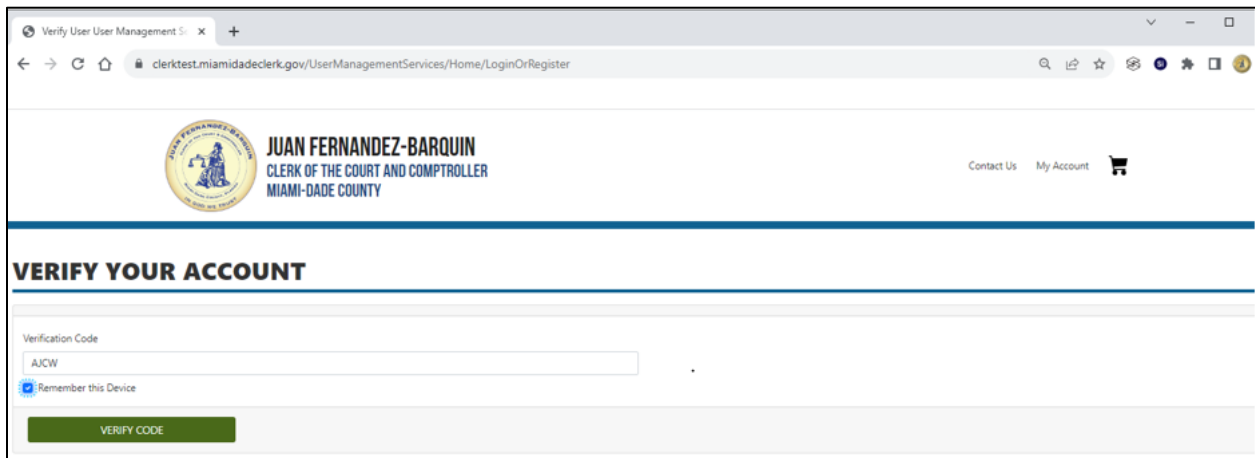 Verify User User Management Se
clerktest.miamidadeclerk.gov/UserManagementServices/Home/LoginOrRegister
JUAN FERNANDEZ-BARQUIN
CLERK OF THE COURT AND COMPTROLLER
MIAMI-DADE COUNTY
Contact Us My Account
VERIFY YOUR ACCOUNT
Verification Code
AJCW
Remember this Device
VERIFY CODE